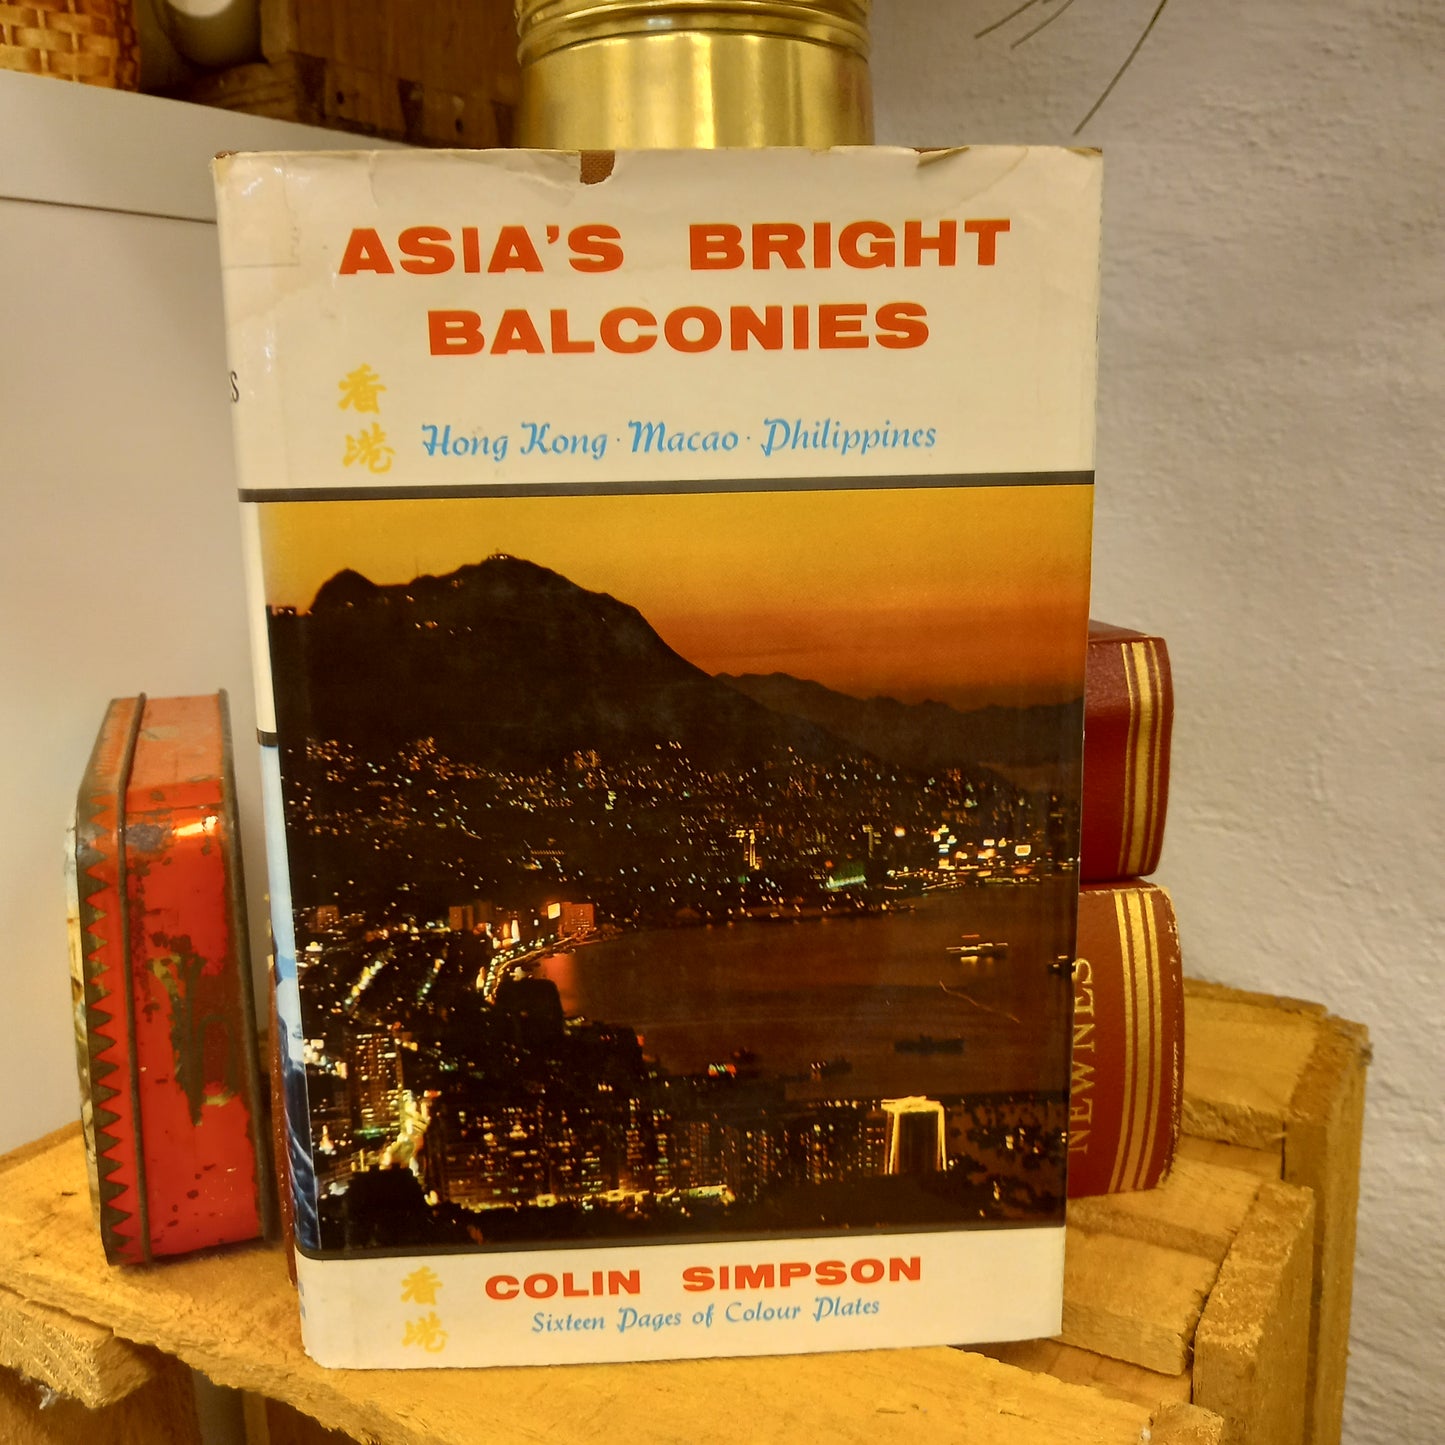 ASIA'S BRIGHT
BALCONIES
香港
Hong Kong · Macao · Philippines
COLIN SIMPSON
Sixteen Pages of Colour Plates
香港
NEWNES